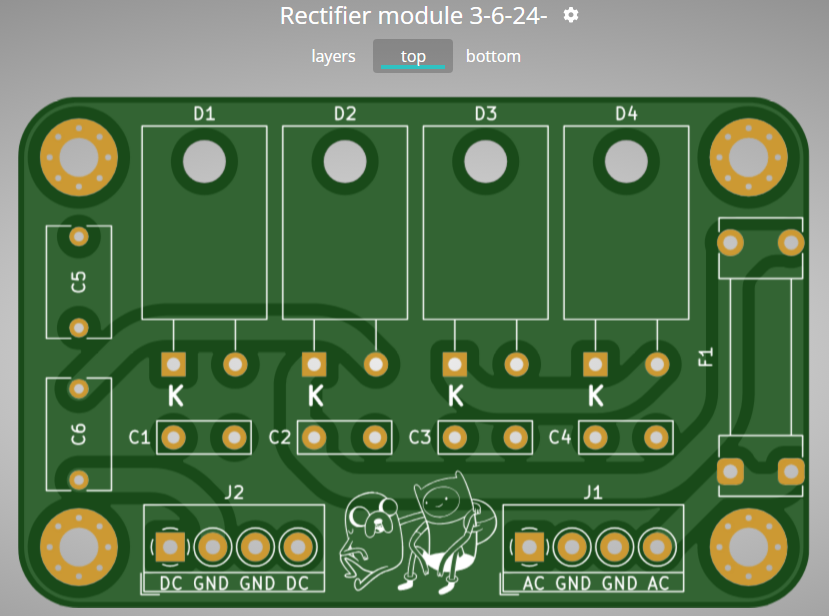 Rectifier module 3-6-24-
layers top bottom
D1 D2 D3 D4
C5
F1
K K K K
C6
C1 C2 C3 C4
J2 J1
DC GND GND DC
AC GND GND AC